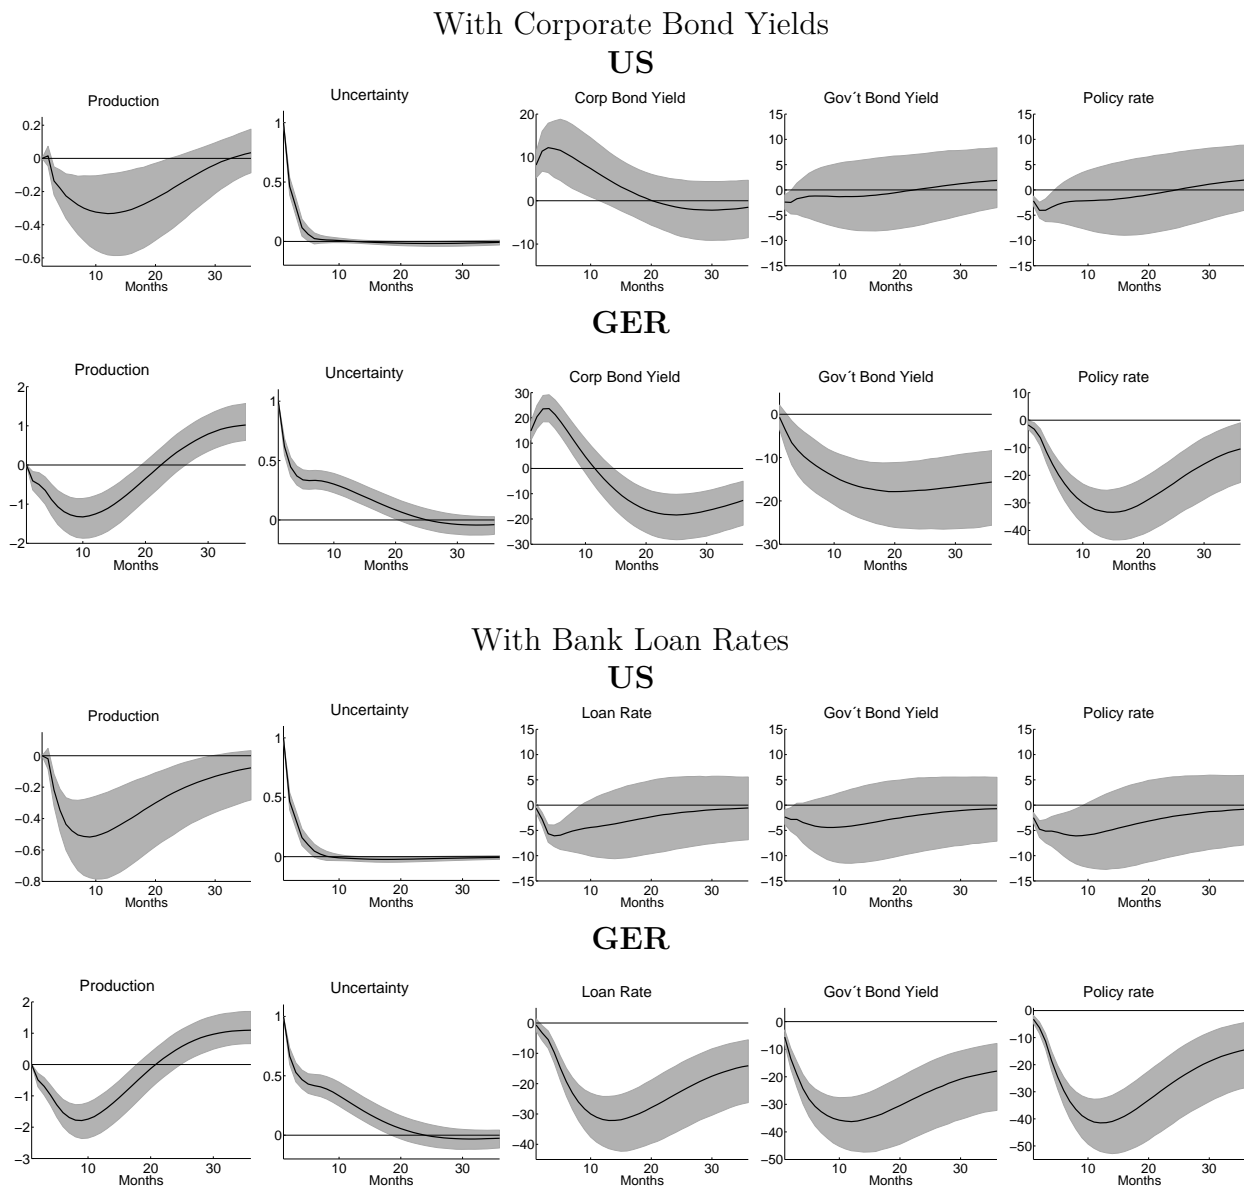 With Corporate Bond Yields
US
Production
Uncertainty
Corp Bond Yield
Gov´t Bond Yield
Policy rate
0.2
0
−0.2
−0.4
−0.6
10 20 30
Months
1
0.5
0
10 20 30
Months
20
10
0
−10
10 20 30
Months
15
10
5
0
−5
−10
−15
10 20 30
Months
15
10
5
0
−5
−10
−15
10 20 30
Months
GER
Production
Uncertainty
Corp Bond Yield
Gov´t Bond Yield
Policy rate
2
1
0
−1
−2
10 20 30
Months
1
0.5
0
10 20 30
Months
30
20
10
0
−10
−20
−30
10 20 30
Months
0
−10
−20
−30
10 20 30
Months
10
0
−10
−20
−30
−40
10 20 30
Months
With Bank Loan Rates
US
Production
Uncertainty
Loan Rate
Gov´t Bond Yield
Policy rate
0
−0.2
−0.4
−0.6
−0.8
10 20 30
Months
1
0.5
0
10 20 30
Months
15
10
5
0
−5
−10
−15
10 20 30
Months
15
10
5
0
−5
−10
−15
10 20 30
Months
15
10
5
0
−5
−10
−15
10 20 30
Months
GER
Production
Uncertainty
Loan Rate
Gov´t Bond Yield
Policy rate
2
1
0
−1
−2
−3
10 20 30
Months
1
0.5
0
10 20 30
Months
0
−10
−20
−30
−40
10 20 30
Months
0
−10
−20
−30
−40
−50
10 20 30
Months
0
−10
−20
−30
−40
−50
10 20 30
Months